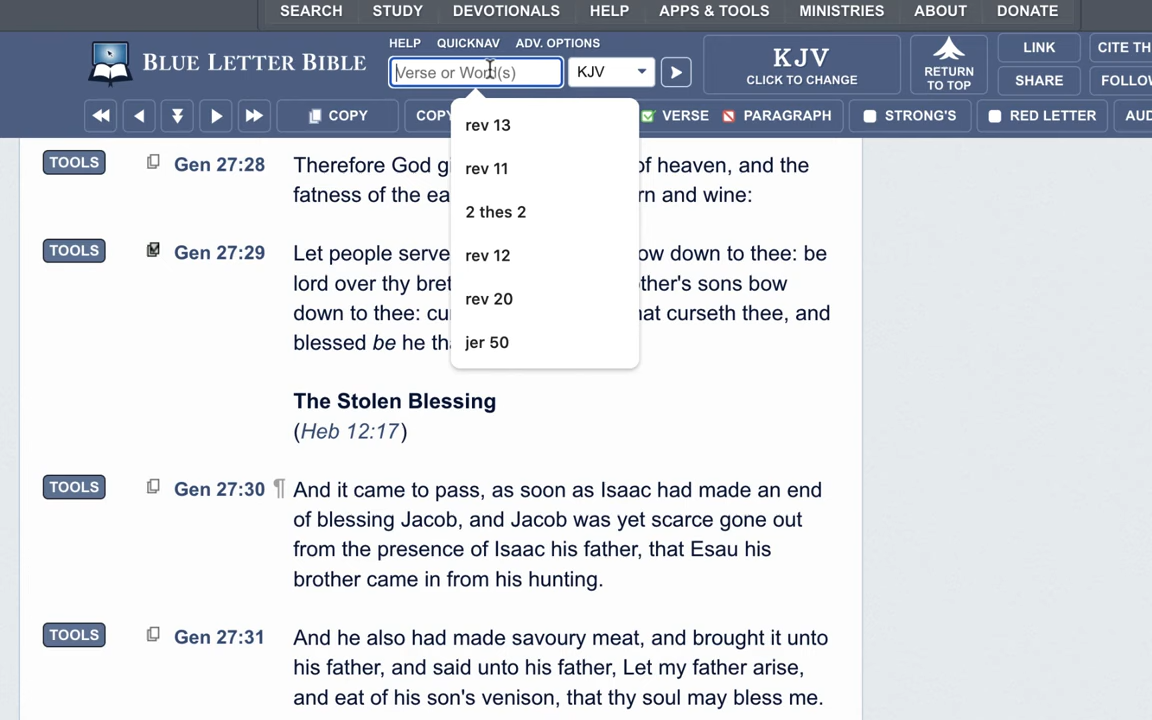 SEARCH STUDY DEVOTIONALS HELP APPS & TOOLS MINISTRIES ABOUT DONATE
BLUE LETTER BIBLE
HELP QUICKNAV ADV. OPTIONS
Verse or Word(s) KJV
KJV
CLICK TO CHANGE
RETURN
TO TOP
LINK CITE TH
SHARE FOLLO
COPY COPY VERSE PARAGRAPH STRONG'S RED LETTER AUD
rev 13
rev 11
2 thes 2
rev 12
rev 20
jer 50
TOOLS Gen 27:28 Therefore God gi of heaven, and the
fatness of the ea rn and wine:
TOOLS Gen 27:29 Let people serve ow down to thee: be
lord over thy bret ther's sons bow
down to thee: cu hat curseth thee, and
blessed be he th
The Stolen Blessing
(Heb 12:17)
TOOLS Gen 27:30 ¶ And it came to pass, as soon as Isaac had made an end
of blessing Jacob, and Jacob was yet scarce gone out
from the presence of Isaac his father, that Esau his
brother came in from his hunting.
TOOLS Gen 27:31 And he also had made savoury meat, and brought it unto
his father, and said unto his father, Let my father arise,
and eat of his son's venison, that thy soul may bless me.